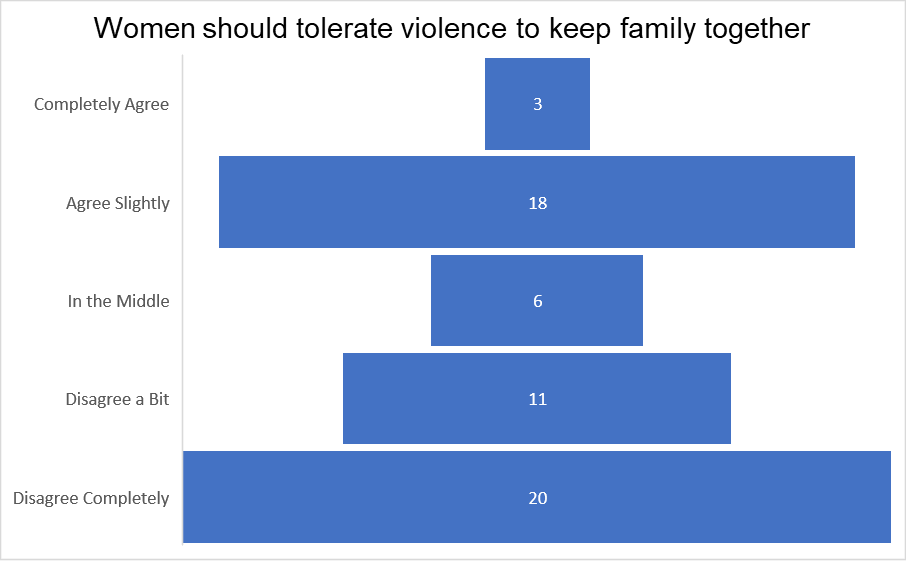 Women should tolerate violence to keep family together
Completely Agree
3
Agree Slightly
18
In the Middle
6
Disagree a Bit
11
Disagree Completely
20